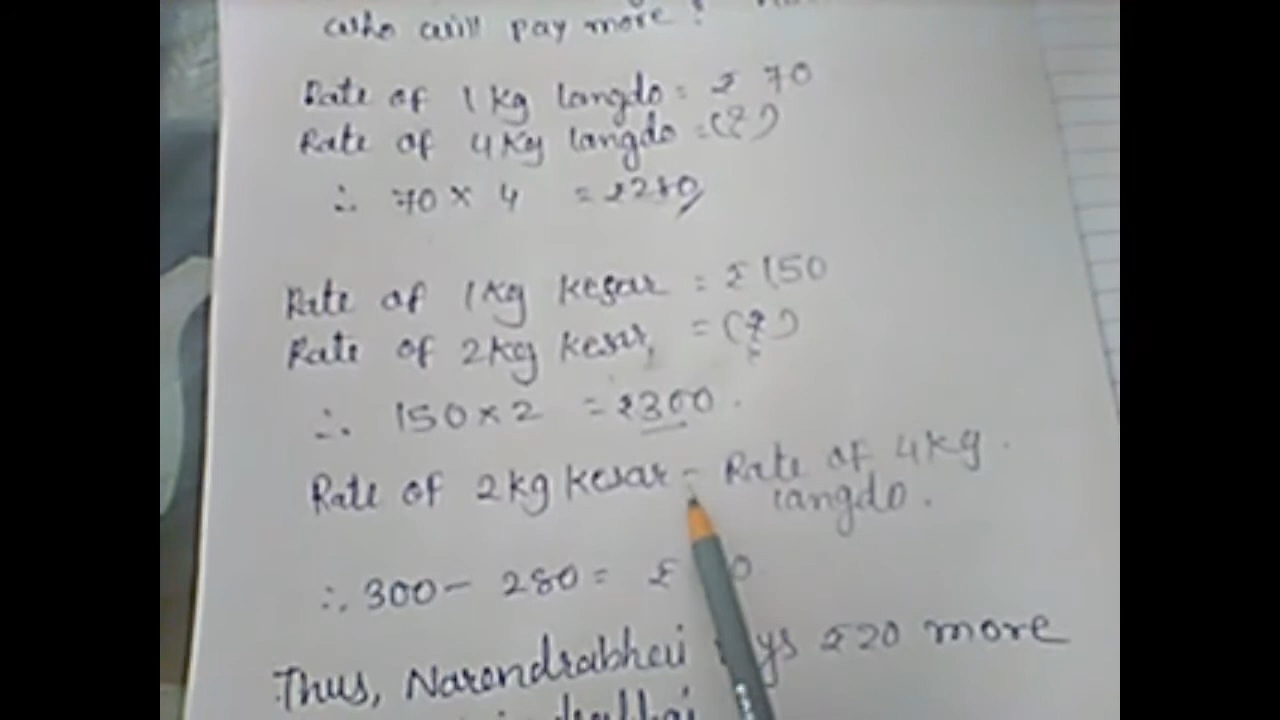 who will pay more?
Rate of 1 kg langdo = ₹ 70
Rate of 4 kg langdo = (?)
∴ 70 × 4 = ₹280
Rate of 1 kg kesar = ₹ 150
Rate of 2 kg kesar = (?)
∴ 150 × 2 = ₹300.
Rate of 2 kg kesar - Rate of 4 kg.
langdo.
∴ 300 - 280 = ₹ 0
Thus, Narendrabhai ys ₹20 more